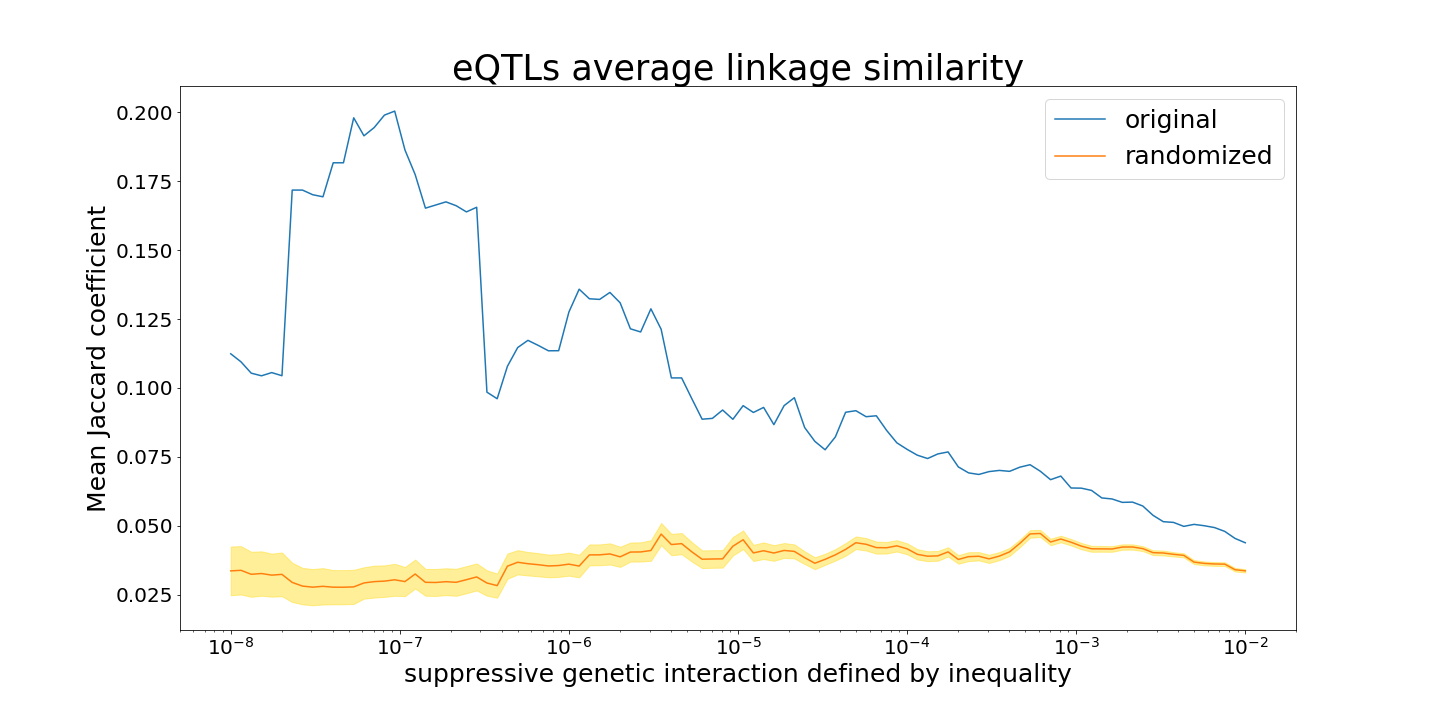 eQTLs average linkage similarity
original
randomized
Mean Jaccard coefficient
0.200
0.175
0.150
0.125
0.100
0.075
0.050
0.025
10⁻⁸ 10⁻⁷ 10⁻⁶ 10⁻⁵ 10⁻⁴ 10⁻³ 10⁻²
suppressive genetic interaction defined by inequality